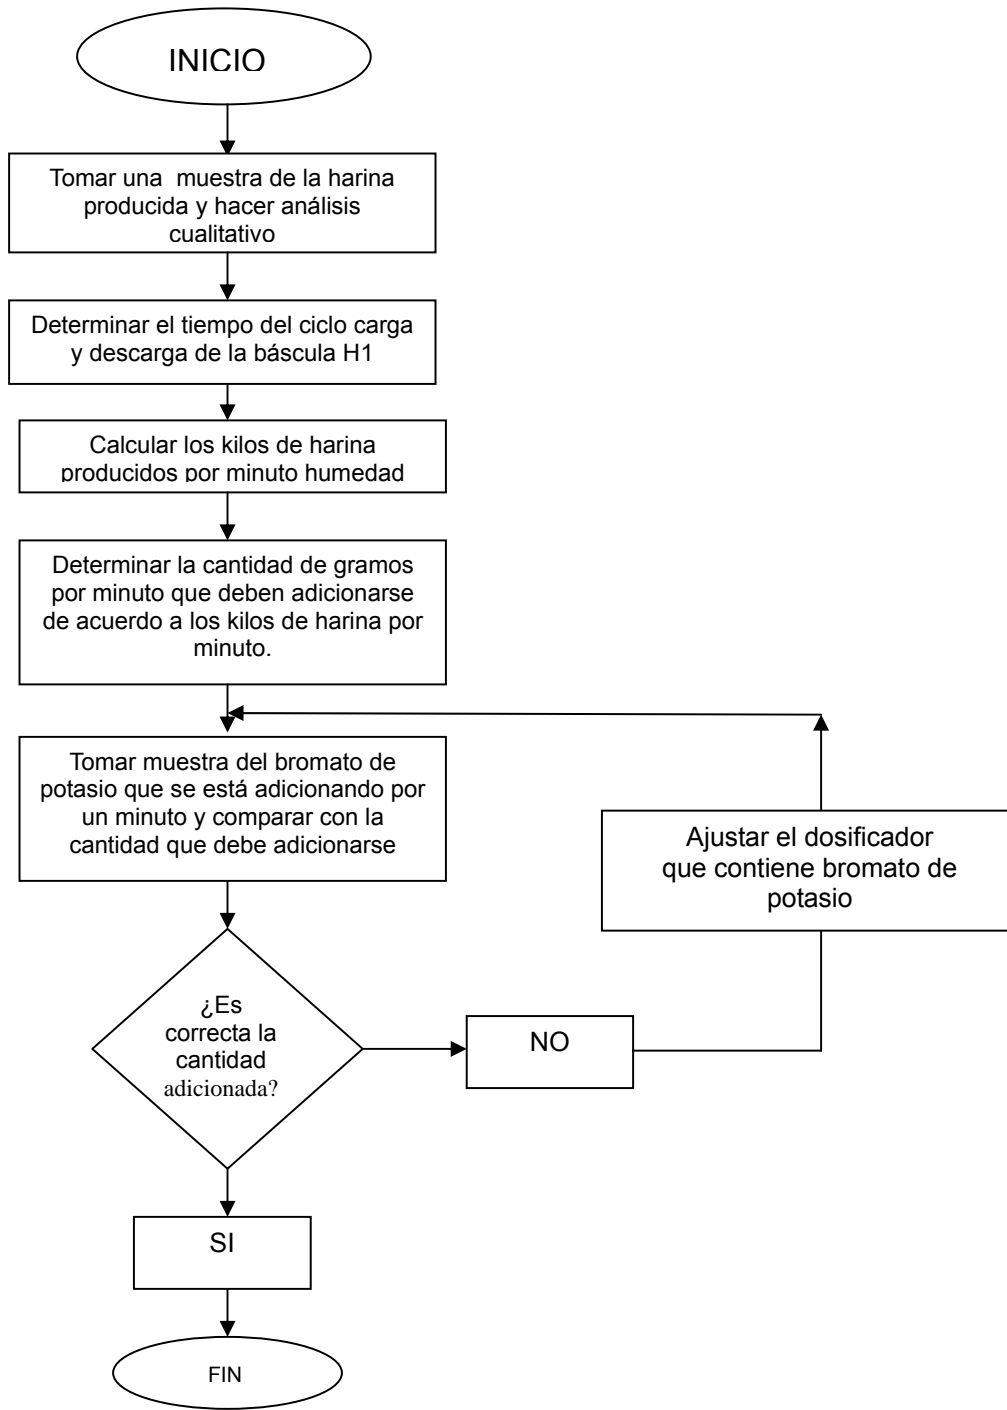 INICIO
Tomar una muestra de la harina
producida y hacer análisis
cualitativo
Determinar el tiempo del ciclo carga
y descarga de la báscula H1
Calcular los kilos de harina
producidos por minuto humedad
Determinar la cantidad de gramos
por minuto que deben adicionarse
de acuerdo a los kilos de harina por
minuto.
Tomar muestra del bromato de
potasio que se está adicionando por
un minuto y comparar con la
cantidad que debe adicionarse
Ajustar el dosificador
que contiene bromato de
potasio
¿Es
correcta la
cantidad
adicionada?
NO
SI
FIN